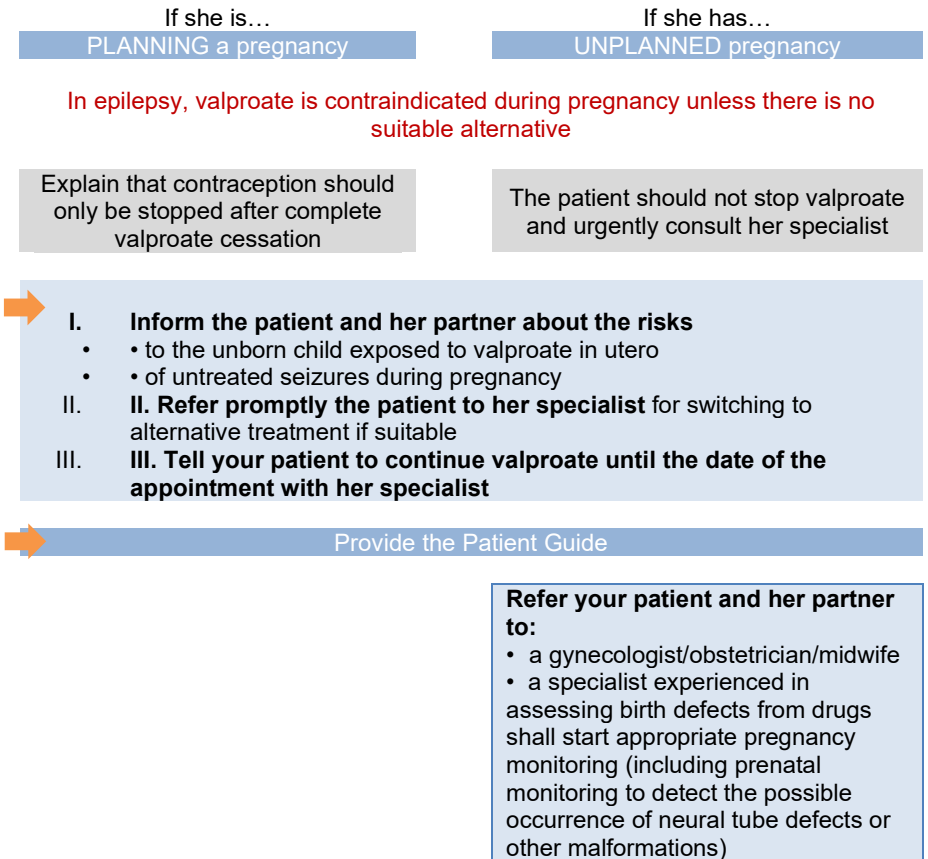 If she is…
PLANNING a pregnancy
If she has…
UNPLANNED pregnancy
In epilepsy, valproate is contraindicated during pregnancy unless there is no
suitable alternative
Explain that contraception should
only be stopped after complete
valproate cessation
The patient should not stop valproate
and urgently consult her specialist
I. Inform the patient and her partner about the risks
• • to the unborn child exposed to valproate in utero
• • of untreated seizures during pregnancy
II. II. Refer promptly the patient to her specialist for switching to
alternative treatment if suitable
III. III. Tell your patient to continue valproate until the date of the
appointment with her specialist
Provide the Patient Guide
Refer your patient and her partner
to:
• a gynecologist/obstetrician/midwife
• a specialist experienced in
assessing birth defects from drugs
shall start appropriate pregnancy
monitoring (including prenatal
monitoring to detect the possible
occurrence of neural tube defects or
other malformations)